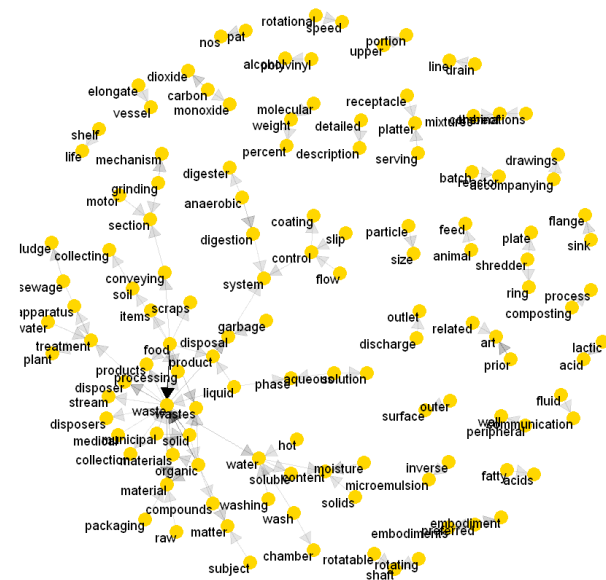 rotational
speed
nos
pat
portion
upper
alcohol
polyvinyl
line
drain
dioxide
elongate
carbon
vessel
monoxide
molecular
receptacle
weight
detailed
platter
mixtures
combinations
shelf
life
percent
description
serving
drawings
mechanism
digester
batch
reactor
accompanying
grinding
motor
anaerobic
section
coating
particle
feed
flange
digestion
slip
plate
sink
collecting
control
size
animal
shredder
conveying
system
flow
ring
process
sewage
soil
scraps
composting
items
outlet
apparatus
garbage
related
water
treatment
food
disposal
discharge
art
lactic
plant
products
product
prior
acid
processing
liquid
phase
aqueous
solution
disposer
stream
waste
wastes
outer
fluid
surface
wall
disposers
communication
peripheral
medical
municipal
solid
hot
collection
materials
water
moisture
inverse
organic
soluble
content
microemulsion
fatty
acids
material
compounds
washing
solids
packaging
raw
matter
wash
embodiment
embodiments
preferred
subject
chamber
rotatable
rotating
shaft